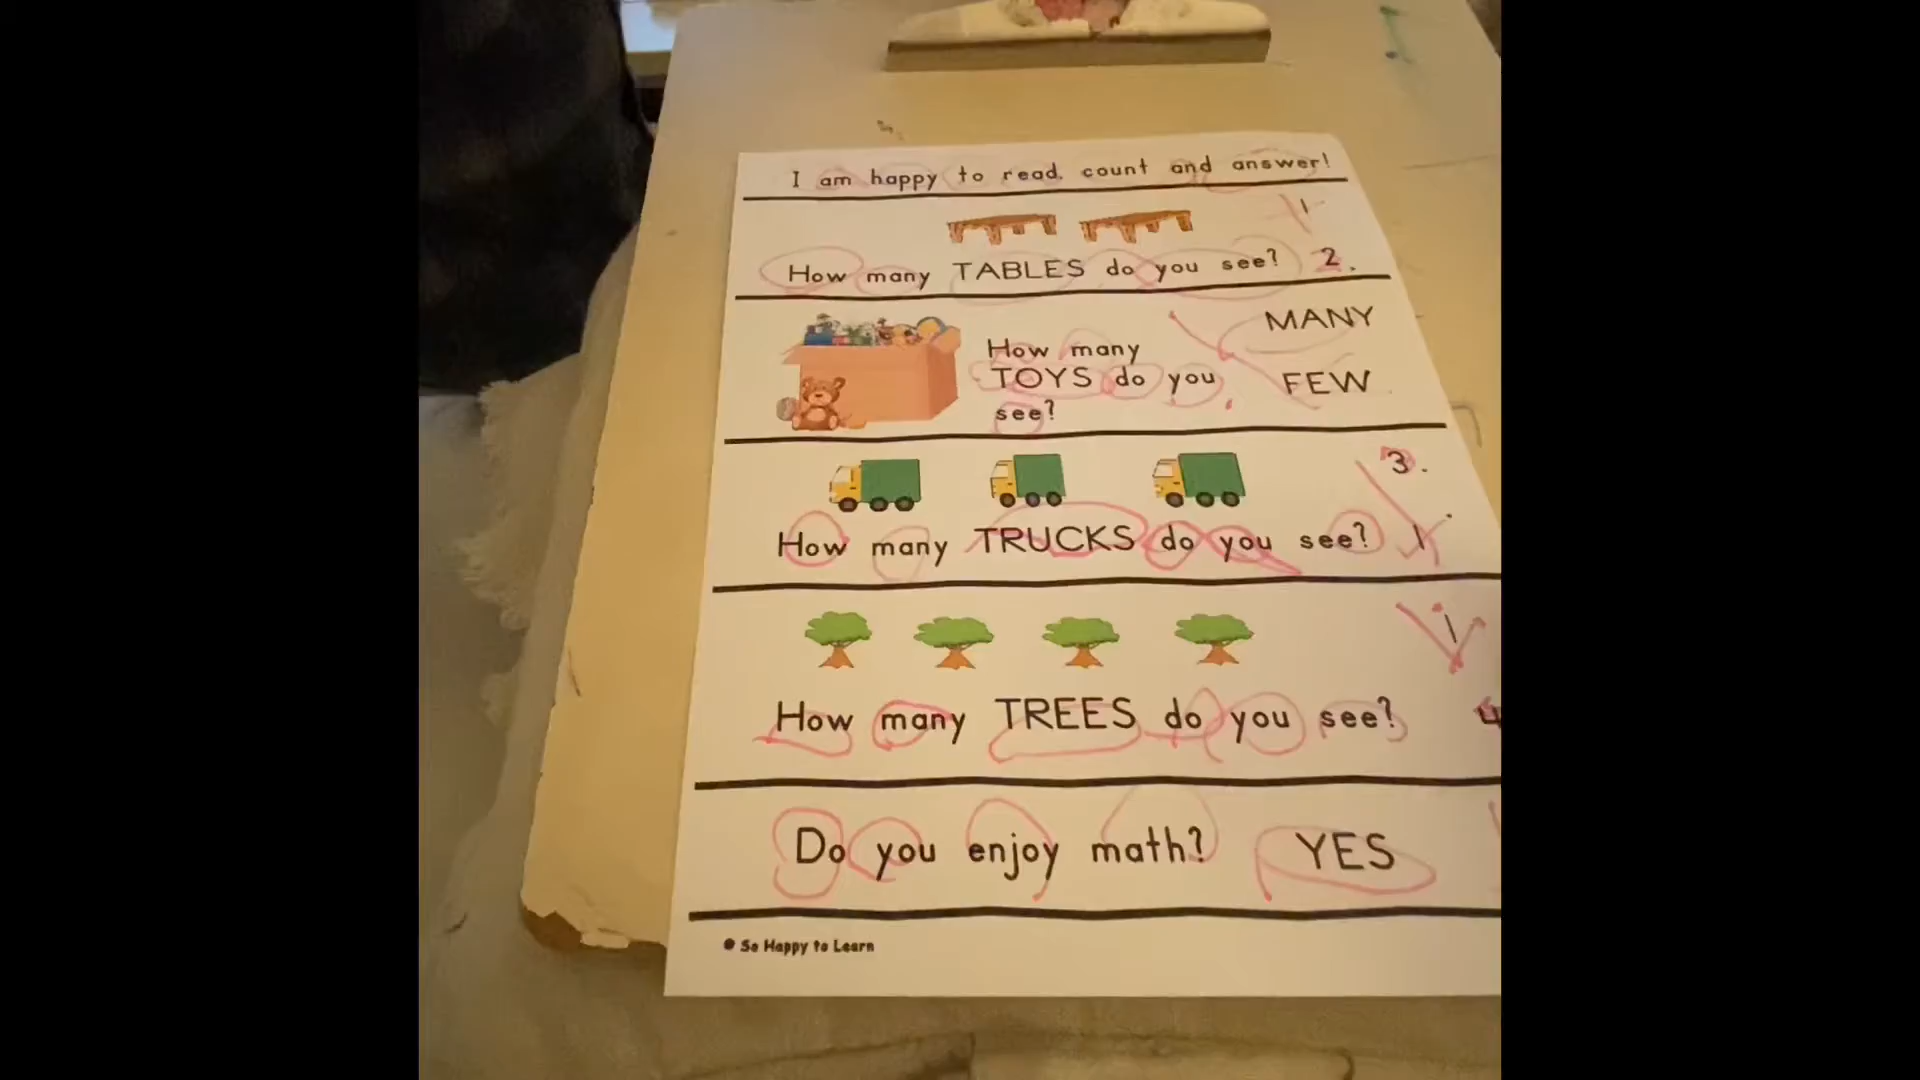 I am happy to read, count and answer!
1
How many TABLES do you see? 2.
MANY
How many
TOYS do you
see?
FEW
3.
How many TRUCKS do you see? 1
1
How many TREES do you see? 4
Do you enjoy math? YES
So Happy to Learn